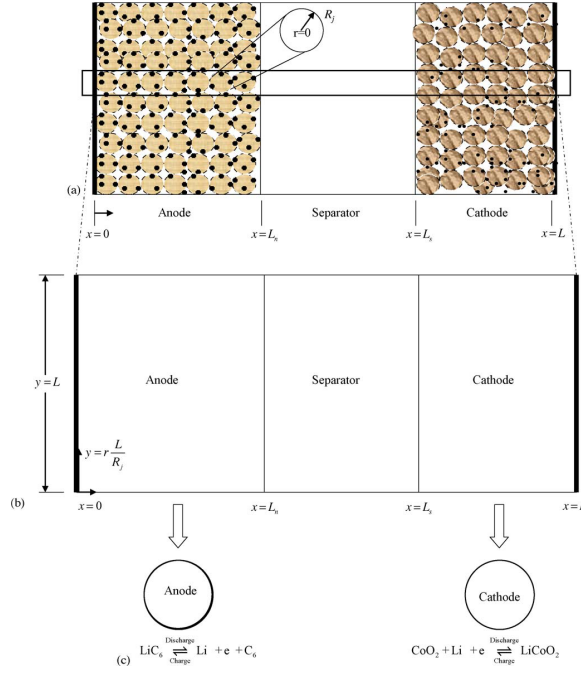 R_j
r=0
(a)
Anode Separator Cathode
x=0 x=L_n x=L_s x=L
y=L
Anode Separator Cathode
y=r L/R_j
(b)
x=0 x=L_n x=L_s
Anode Cathode
Discharge Discharge
(c) LiC₆ ⇌ Li + e + C₆ CoO₂ + Li + e ⇌ LiCoO₂
Charge Charge